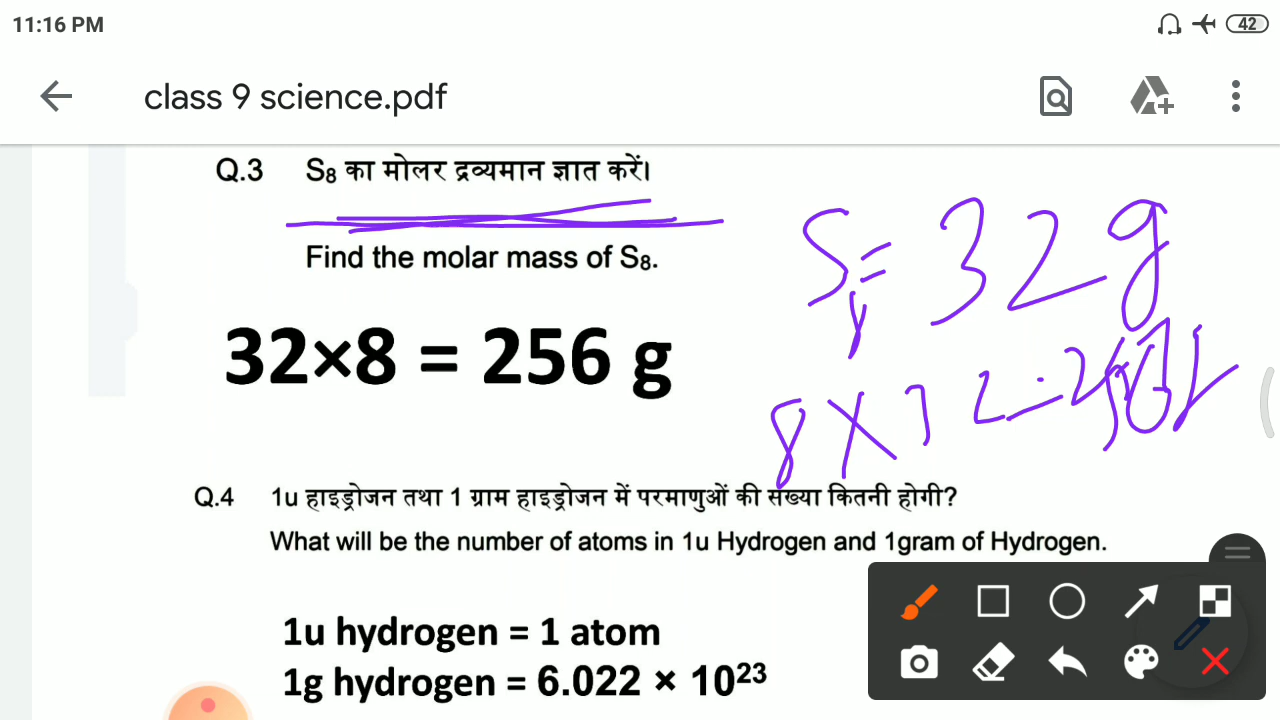 11:16 PM
42
class 9 science.pdf
Q.3 S₈ का मोलर द्रव्यमान ज्ञात करें।
Find the molar mass of S₈.
S = 32g
8
32×8 = 256 g
8 X 32
Q.4 1u हाइड्रोजन तथा 1 ग्राम हाइड्रोजन में परमाणुओं की संख्या कितनी होगी?
What will be the number of atoms in 1u Hydrogen and 1gram of Hydrogen.
1u hydrogen = 1 atom
1g hydrogen = 6.022 × 10²³